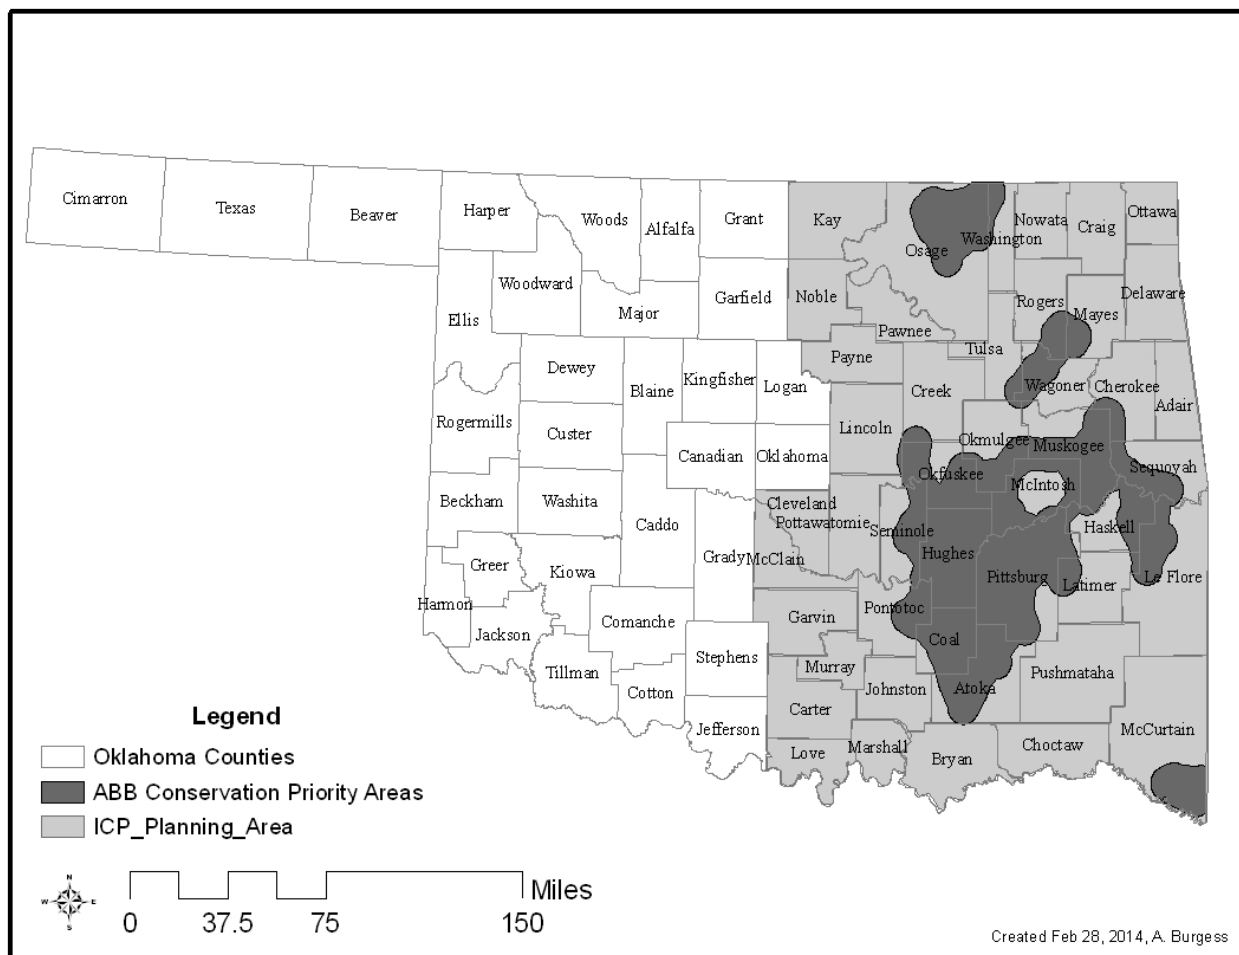 Cimarron
Texas
Beaver
Harper
Woods
Alfalfa
Grant
Kay
Osage
Washington
Nowata
Craig
Ottawa
Ellis
Woodward
Major
Garfield
Noble
Pawnee
Rogers
Mayes
Delaware
Dewey
Blaine
Kingfisher
Logan
Payne
Tulsa
Creek
Wagoner
Cherokee
Adair
Rogermills
Custer
Canadian
Oklahoma
Lincoln
Okmulgee
Muskogee
Okfuskee
McIntosh
Sequoyah
Beckham
Washita
Caddo
Grady
Cleveland
Pottawatomie
Seminole
Haskell
Hughes
McClain
Greer
Kiowa
Pittsburg
Latimer
Le Flore
Harmon
Jackson
Comanche
Garvin
Pontotoc
Coal
Tillman
Stephens
Murray
Johnston
Atoka
Pushmataha
Cotton
Jefferson
Carter
Love
Marshall
Bryan
Choctaw
McCurtain
Legend
Oklahoma Counties
ABB Conservation Priority Areas
ICP_Planning_Area
N
W E
S
Miles
0 37.5 75 150
Created Feb 28, 2014, A. Burgess